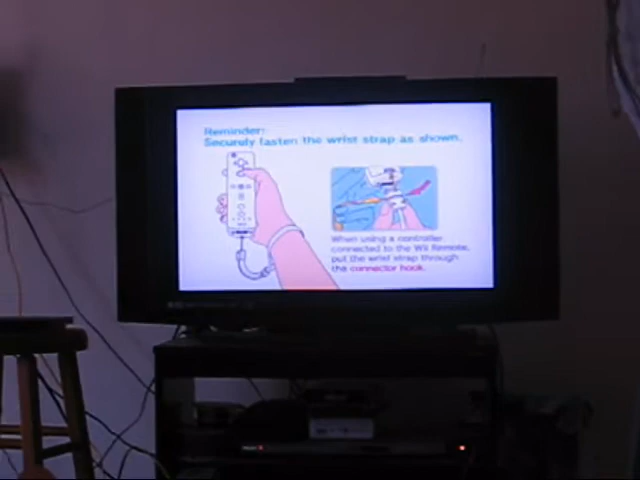 Reminder:
Securely fasten the wrist strap as shown.
When using a controller
connected to the Wii Remote,
put the wrist strap through
the connector hook.